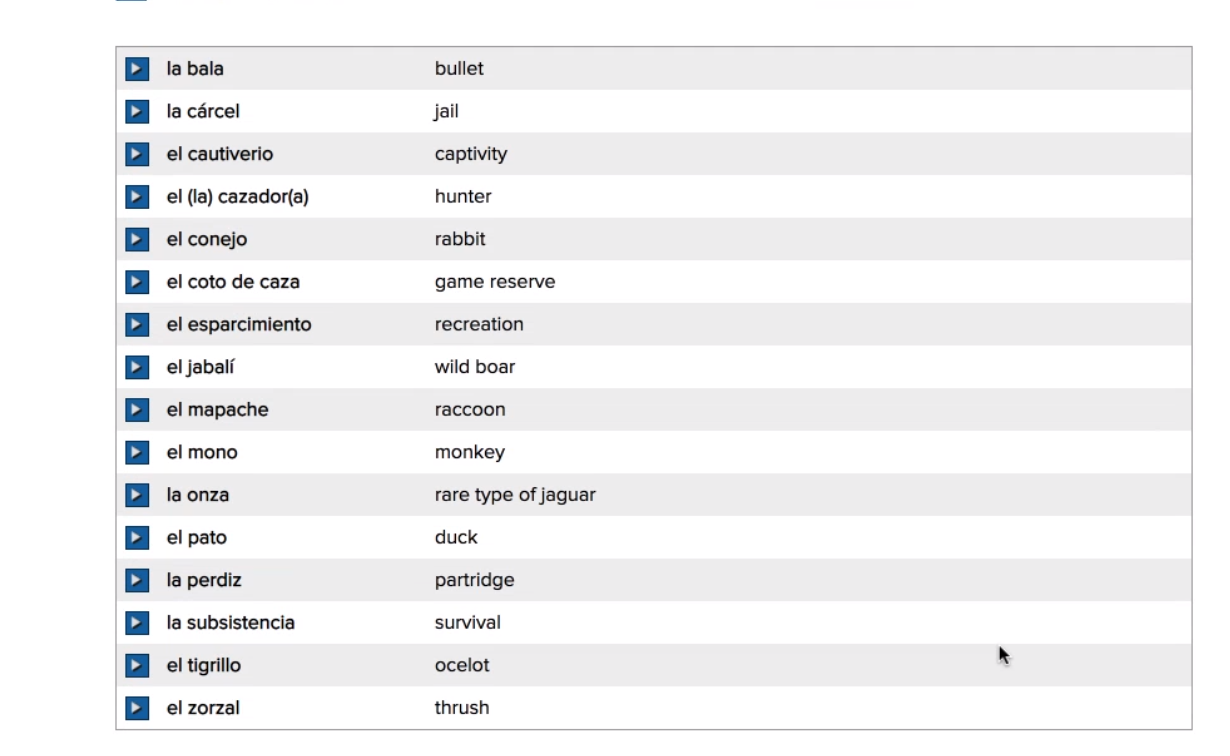 la bala bullet
la cárcel jail
el cautiverio captivity
el (la) cazador(a) hunter
el conejo rabbit
el coto de caza game reserve
el esparcimiento recreation
el jabalí wild boar
el mapache raccoon
el mono monkey
la onza rare type of jaguar
el pato duck
la perdiz partridge
la subsistencia survival
el tigrillo ocelot
el zorzal thrush